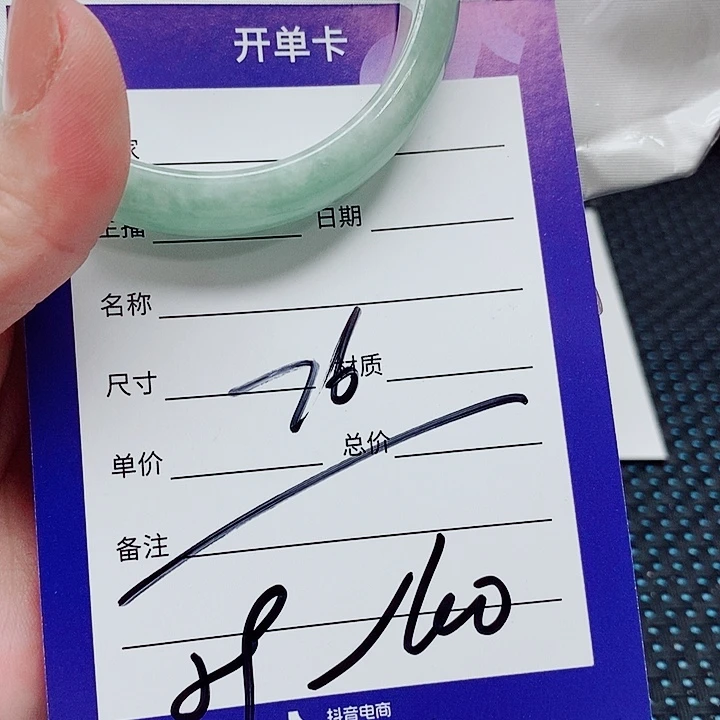 开单卡
家
主播 日期
名称
尺寸 76 材质
单价 总价
备注
抖音电商